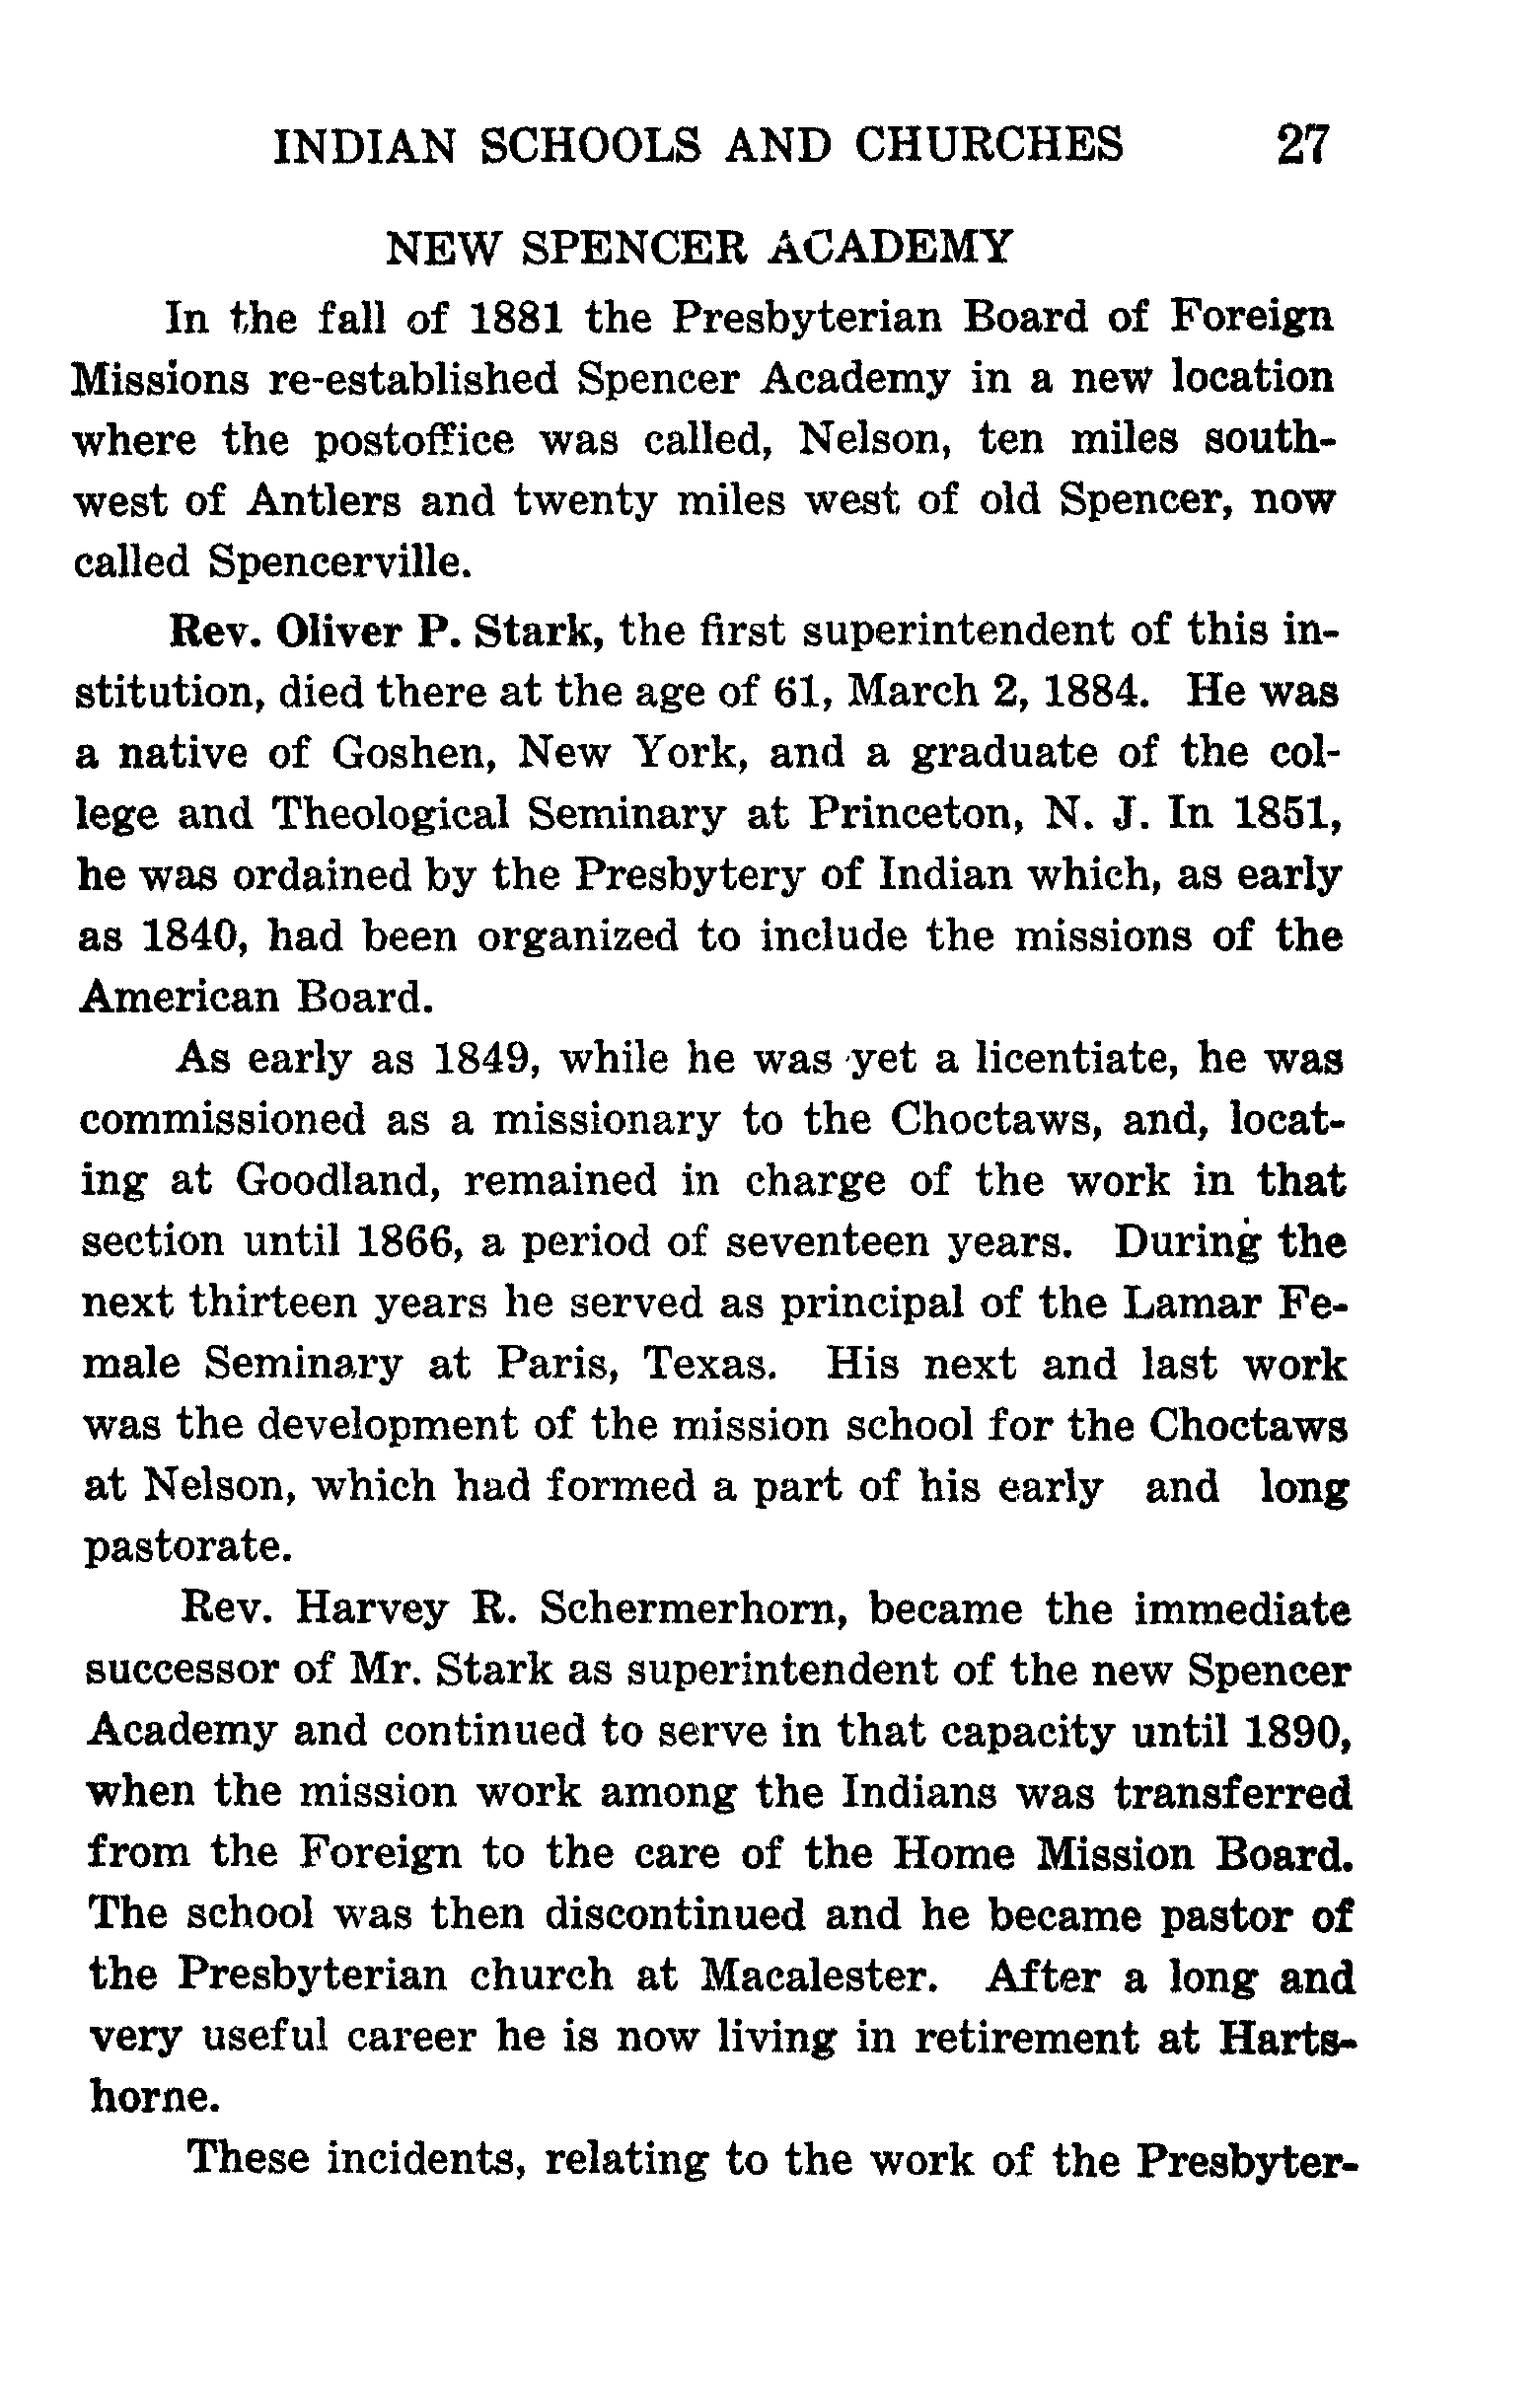 INDIAN SCHOOLS AND CHURCHES 27
NEW SPENCER ACADEMY
In the fall of 1881 the Presbyterian Board of Foreign
Missions re-established Spencer Academy in a new location
where the postoffice was called, Nelson, ten miles south-
west of Antlers and twenty miles west of old Spencer, now
called Spencerville.
Rev. Oliver P. Stark, the first superintendent of this in-
stitution, died there at the age of 61, March 2, 1884. He was
a native of Goshen, New York, and a graduate of the col-
lege and Theological Seminary at Princeton, N. J. In 1851,
he was ordained by the Presbytery of Indian which, as early
as 1840, had been organized to include the missions of the
American Board.
As early as 1849, while he was yet a licentiate, he was
commissioned as a missionary to the Choctaws, and, locat-
ing at Goodland, remained in charge of the work in that
section until 1866, a period of seventeen years. During the
next thirteen years he served as principal of the Lamar Fe-
male Seminary at Paris, Texas. His next and last work
was the development of the mission school for the Choctaws
at Nelson, which had formed a part of his early and long
pastorate.
Rev. Harvey R. Schermerhorn, became the immediate
successor of Mr. Stark as superintendent of the new Spencer
Academy and continued to serve in that capacity until 1890,
when the mission work among the Indians was transferred
from the Foreign to the care of the Home Mission Board.
The school was then discontinued and he became pastor of
the Presbyterian church at Macalester. After a long and
very useful career he is now living in retirement at Harts-
horne.
These incidents, relating to the work of the Presbyter-